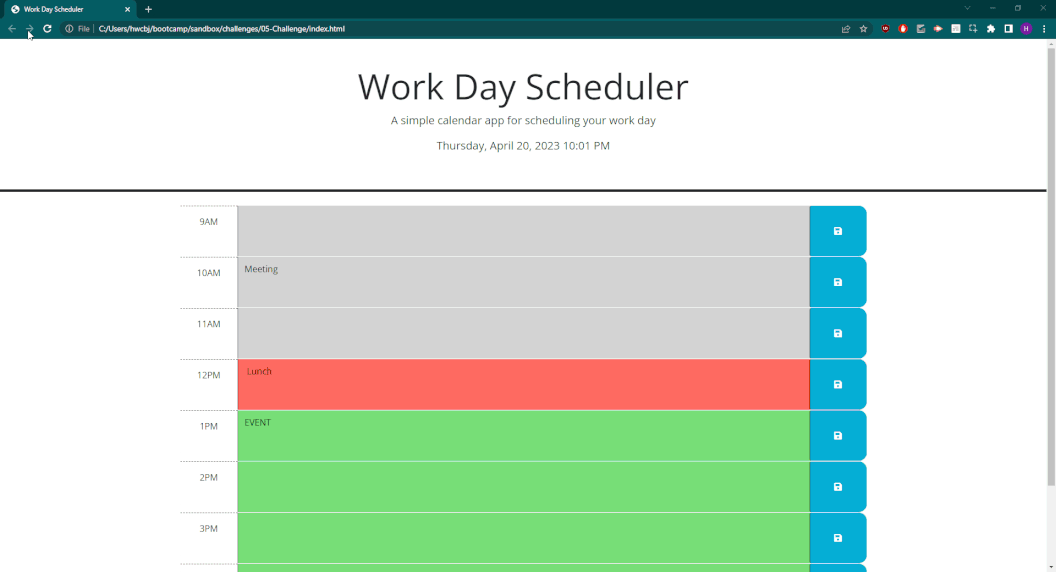 Work Day Scheduler
File
C:/Users/hwcbj/bootcamp/sandbox/challenges/05-Challenge/index.html
H
Work Day Scheduler
A simple calendar app for scheduling your work day
Thursday, April 20, 2023 10:01 PM
9AM
10AM Meeting
11AM
12PM Lunch
1PM EVENT
2PM
3PM